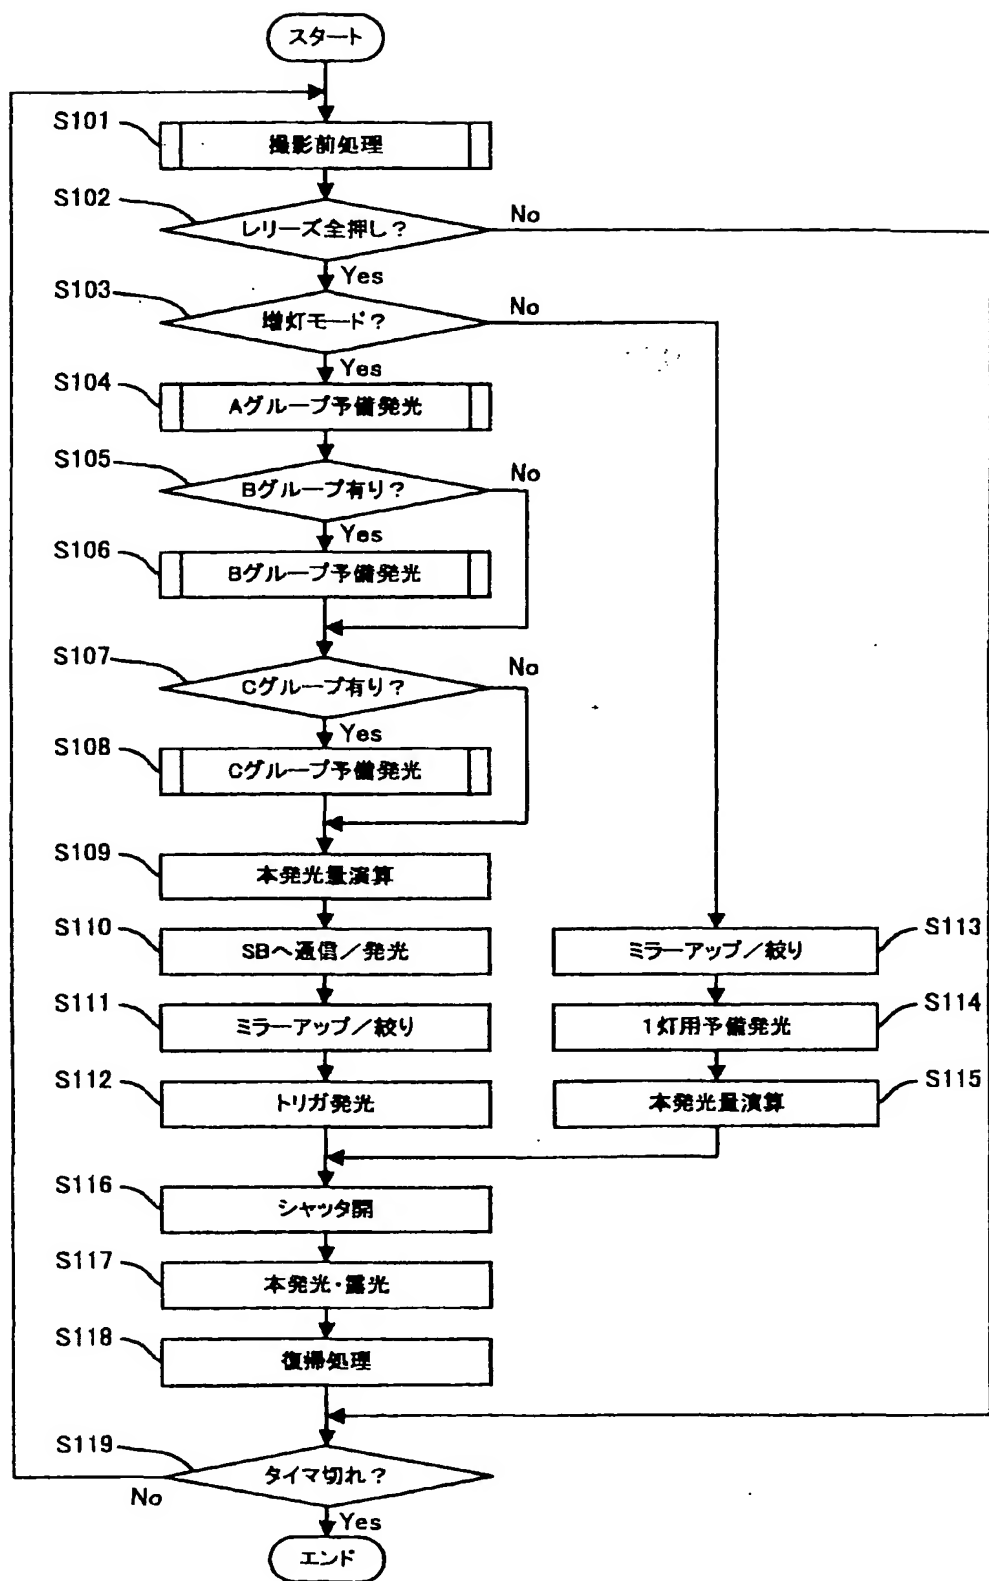 スタート
S101
撮影前処理
S102
レリーズ全押し？
No
Yes
S103
増灯モード？
No
Yes
S104
Aグループ予備発光
S105
Bグループ有り？
No
Yes
S106
Bグループ予備発光
S107
Cグループ有り？
No
Yes
S108
Cグループ予備発光
S109
本発光量演算
S110
SBへ通信／発光
S111
ミラーアップ／絞り
S112
トリガ発光
S113
ミラーアップ／絞り
S114
1灯用予備発光
S115
本発光量演算
S116
シャッタ開
S117
本発光・露光
S118
復帰処理
S119
タイマ切れ？
No
Yes
エンド